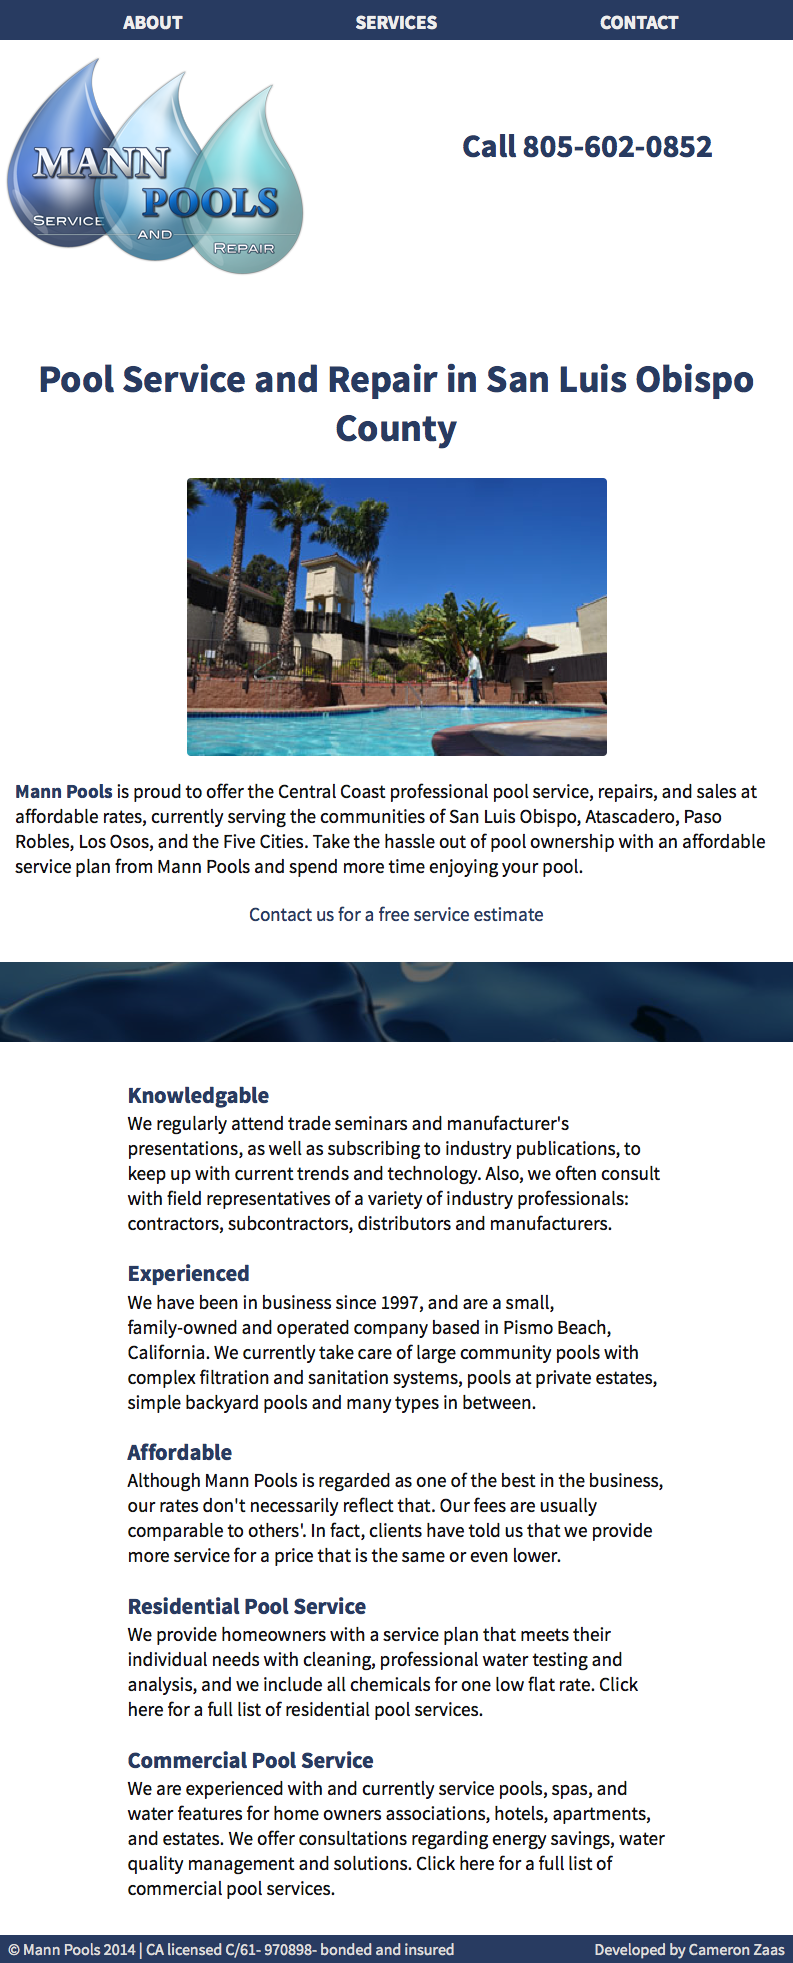 ABOUT SERVICES CONTACT
MANN
POOLS
SERVICE
AND
REPAIR
Call 805-602-0852
Pool Service and Repair in San Luis Obispo
County
Mann Pools is proud to offer the Central Coast professional pool service, repairs, and sales at
affordable rates, currently serving the communities of San Luis Obispo, Atascadero, Paso
Robles, Los Osos, and the Five Cities. Take the hassle out of pool ownership with an affordable
service plan from Mann Pools and spend more time enjoying your pool.
Contact us for a free service estimate
Knowledgable
We regularly attend trade seminars and manufacturer's
presentations, as well as subscribing to industry publications, to
keep up with current trends and technology. Also, we often consult
with field representatives of a variety of industry professionals:
contractors, subcontractors, distributors and manufacturers.
Experienced
We have been in business since 1997, and are a small,
family-owned and operated company based in Pismo Beach,
California. We currently take care of large community pools with
complex filtration and sanitation systems, pools at private estates,
simple backyard pools and many types in between.
Affordable
Although Mann Pools is regarded as one of the best in the business,
our rates don't necessarily reflect that. Our fees are usually
comparable to others'. In fact, clients have told us that we provide
more service for a price that is the same or even lower.
Residential Pool Service
We provide homeowners with a service plan that meets their
individual needs with cleaning, professional water testing and
analysis, and we include all chemicals for one low flat rate. Click
here for a full list of residential pool services.
Commercial Pool Service
We are experienced with and currently service pools, spas, and
water features for home owners associations, hotels, apartments,
and estates. We offer consultations regarding energy savings, water
quality management and solutions. Click here for a full list of
commercial pool services.
© Mann Pools 2014 | CA licensed C/61- 970898- bonded and insured Developed by Cameron Zaas